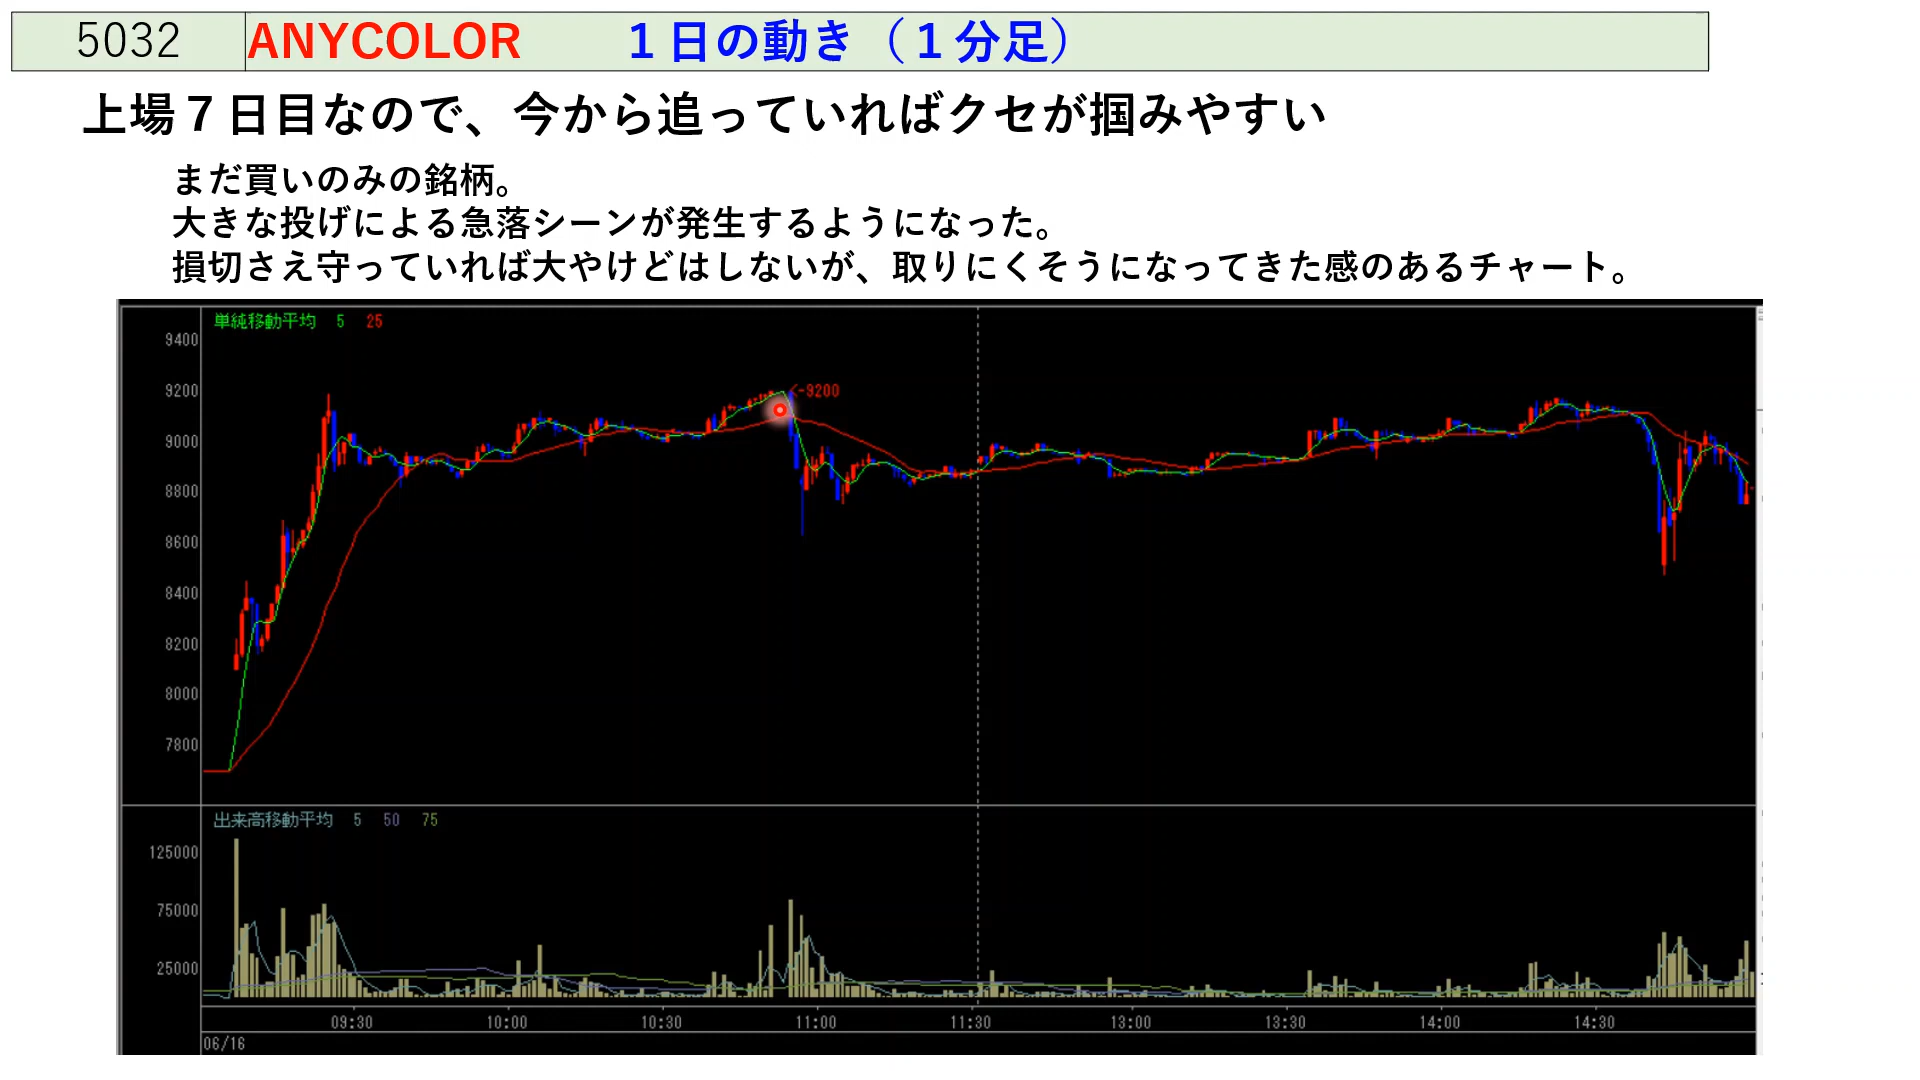 5032 ANYCOLOR １日の動き（１分足）
上場７日目なので、今から追っていればクセが掴みやすい
まだ買いのみの銘柄。
大きな投げによる急落シーンが発生するようになった。
損切さえ守っていれば大やけどはしないが、取りにくそうになってきた感のあるチャート。
単純移動平均 5 25
9400
9200
<-9200
9000
8800
8600
8400
8200
8000
7800
出来高移動平均 5 50 75
125000
75000
25000
09:30 10:00 10:30 11:00 11:30 13:00 13:30 14:00 14:30
06/16